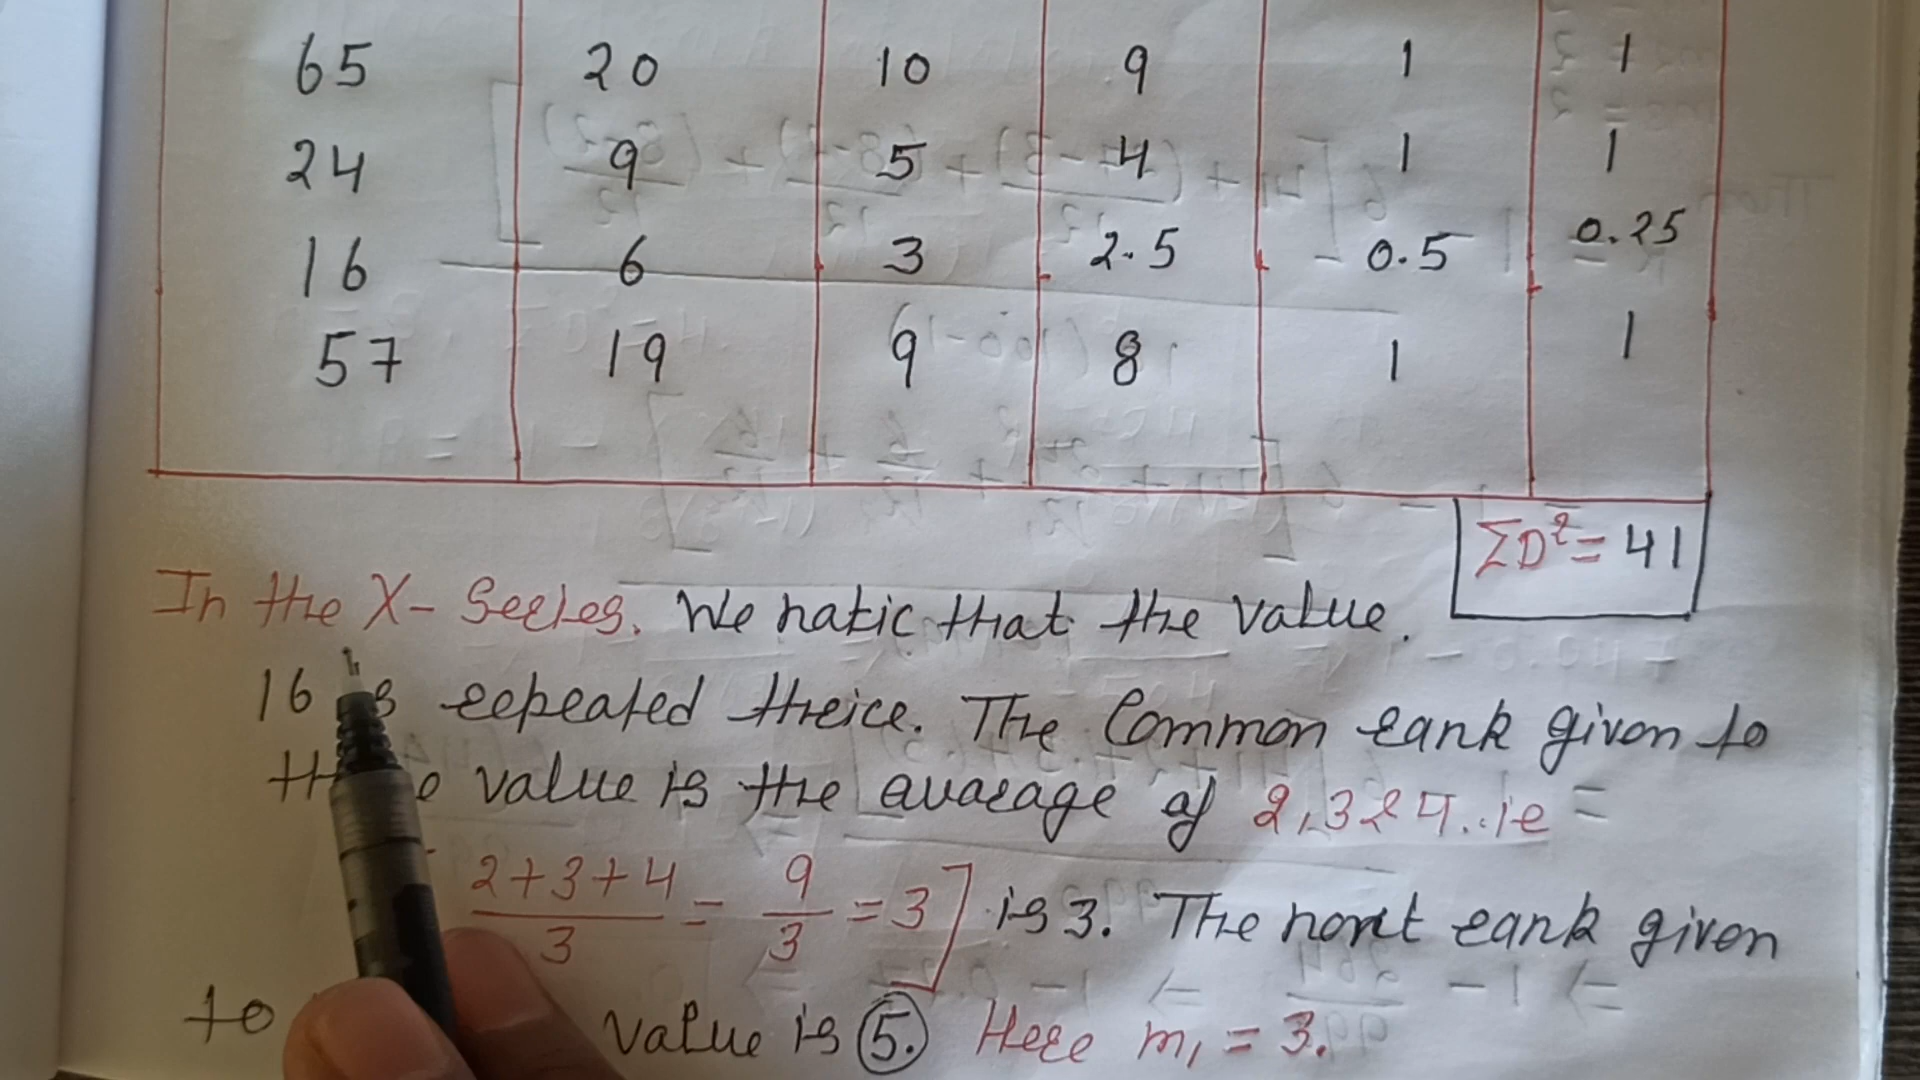 65 20 10 9 1 1
24 9 5 4 1 1
16 6 3 2.5 0.5 0.25
57 19 9 8 1 1
ΣD²= 41
In the X- Series. We notic that the value.
16 is repeated threice. The Common rank given to
value is the avarage of 2,3&4. ie =
2+3+4/3 = 9/3 = 3] is 3. The next rank given
to value is 5. Here m₁ = 3.